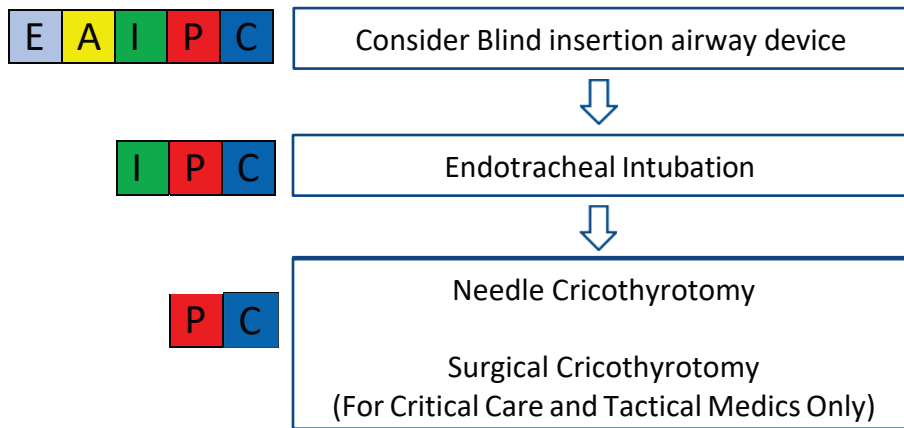 E A I P C Consider Blind insertion airway device
I P C Endotracheal Intubation
P C Needle Cricothyrotomy
Surgical Cricothyrotomy
(For Critical Care and Tactical Medics Only)